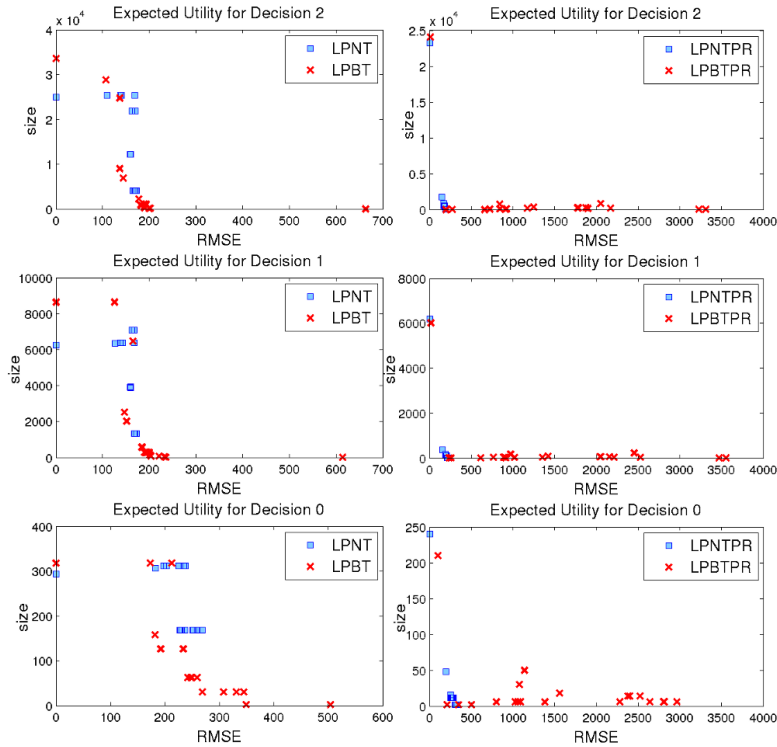 Expected Utility for Decision 2
x 10⁴
4
3
2
1
0
size
0 100 200 300 400 500 600 700
RMSE
LPNT
LPBT
Expected Utility for Decision 2
x 10⁴
2.5
2
1.5
1
0.5
0
size
0 500 1000 1500 2000 2500 3000 3500 4000
RMSE
LPNTPR
LPBTPR
Expected Utility for Decision 1
10000
8000
6000
4000
2000
0
size
0 100 200 300 400 500 600 700
RMSE
LPNT
LPBT
Expected Utility for Decision 1
8000
6000
4000
2000
0
size
0 500 1000 1500 2000 2500 3000 3500 4000
RMSE
LPNTPR
LPBTPR
Expected Utility for Decision 0
400
300
200
100
0
size
0 100 200 300 400 500 600
RMSE
LPNT
LPBT
Expected Utility for Decision 0
250
200
150
100
50
0
size
0 500 1000 1500 2000 2500 3000 3500 4000
RMSE
LPNTPR
LPBTPR